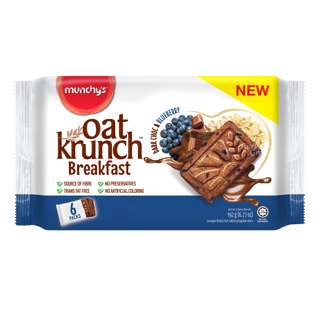 munchy's
NEW
oat
krunch
Breakfast
DARK CHOC & BLUEBERRY
SOURCE OF FIBRE
NO PRESERVATIVES
TRANS FAT FREE
NO ARTIFICIAL COLORING
6
PACKS